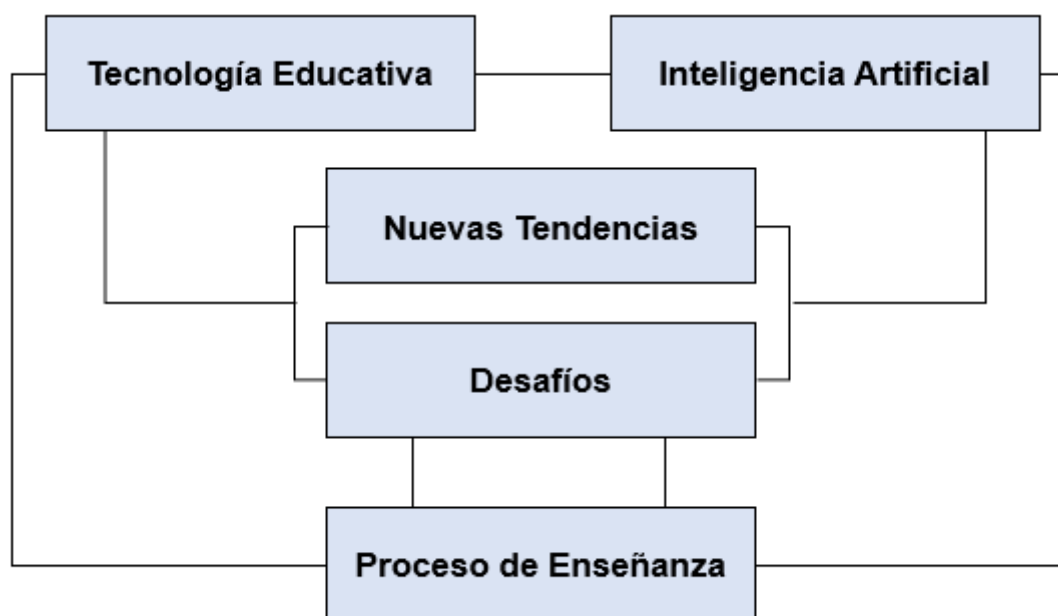 Tecnología Educativa
Inteligencia Artificial
Nuevas Tendencias
Desafíos
Proceso de Enseñanza